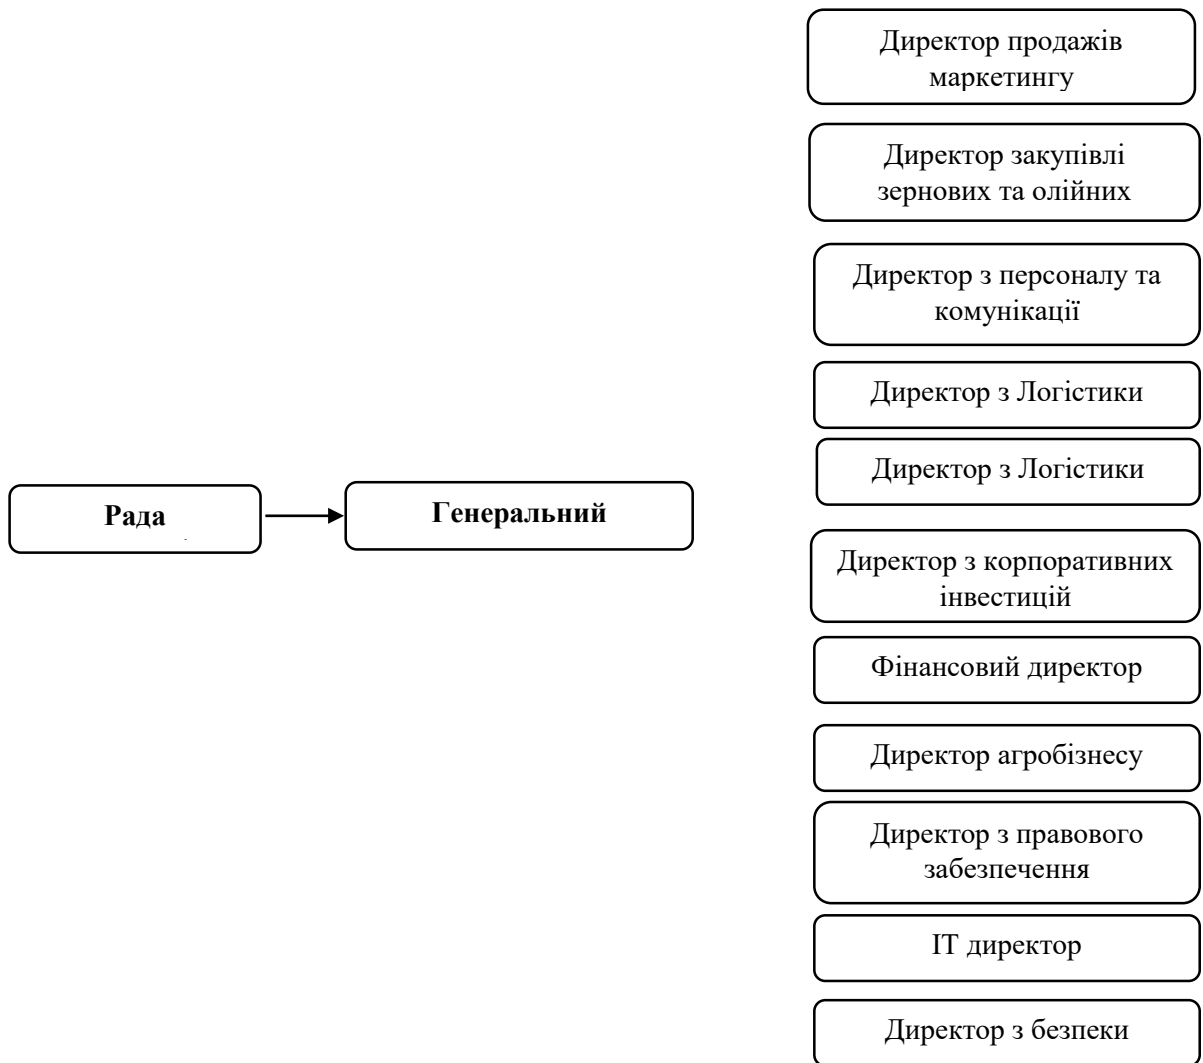 Директор продажів
маркетингу
Директор закупівлі
зернових та олійних
Директор з персоналу та
комунікації
Директор з Логістики
Директор з Логістики
Рада
Генеральний
Директор з корпоративних
інвестицій
Фінансовий директор
Директор агробізнесу
Директор з правового
забезпечення
ІТ директор
Директор з безпеки